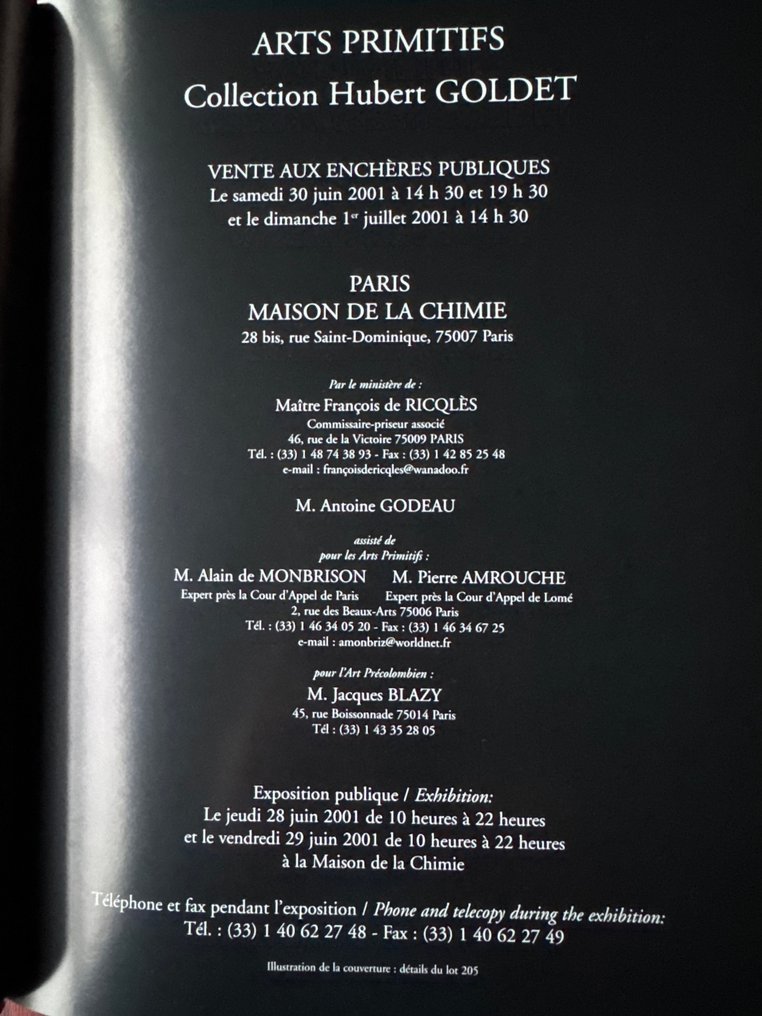 ARTS PRIMITIFS
Collection Hubert GOLDET
VENTE AUX ENCHÈRES PUBLIQUES
Le samedi 30 juin 2001 à 14 h 30 et 19 h 30
et le dimanche 1er juillet 2001 à 14 h 30
PARIS
MAISON DE LA CHIMIE
28 bis, rue Saint-Dominique, 75007 Paris
Par le ministère de :
Maître François de RICQLÈS
Commissaire-priseur associé
46, rue de la Victoire 75009 PARIS
Tél. : (33) 1 48 74 38 93 - Fax : (33) 1 42 85 25 48
e-mail : françoisdericqles@wanadoo.fr
M. Antoine GODEAU
assisté de
pour les Arts Primitifs :
M. Alain de MONBRISON M. Pierre AMROUCHE
Expert près la Cour d'Appel de Paris Expert près la Cour d'Appel de Lomé
2, rue des Beaux-Arts 75006 Paris
Tél. : (33) 1 46 34 05 20 - Fax : (33) 1 46 34 67 25
e-mail : amonbriz@worldnet.fr
pour l'Art Précolombien :
M. Jacques BLAZY
45, rue Boissonnade 75014 Paris
Tél : (33) 1 43 35 28 05
Exposition publique / Exhibition:
Le jeudi 28 juin 2001 de 10 heures à 22 heures
et le vendredi 29 juin 2001 de 10 heures à 22 heures
à la Maison de la Chimie
Téléphone et fax pendant l'exposition / Phone and telecopy during the exhibition:
Tél. : (33) 1 40 62 27 48 - Fax : (33) 1 40 62 27 49
Illustration de la couverture : détails du lot 205